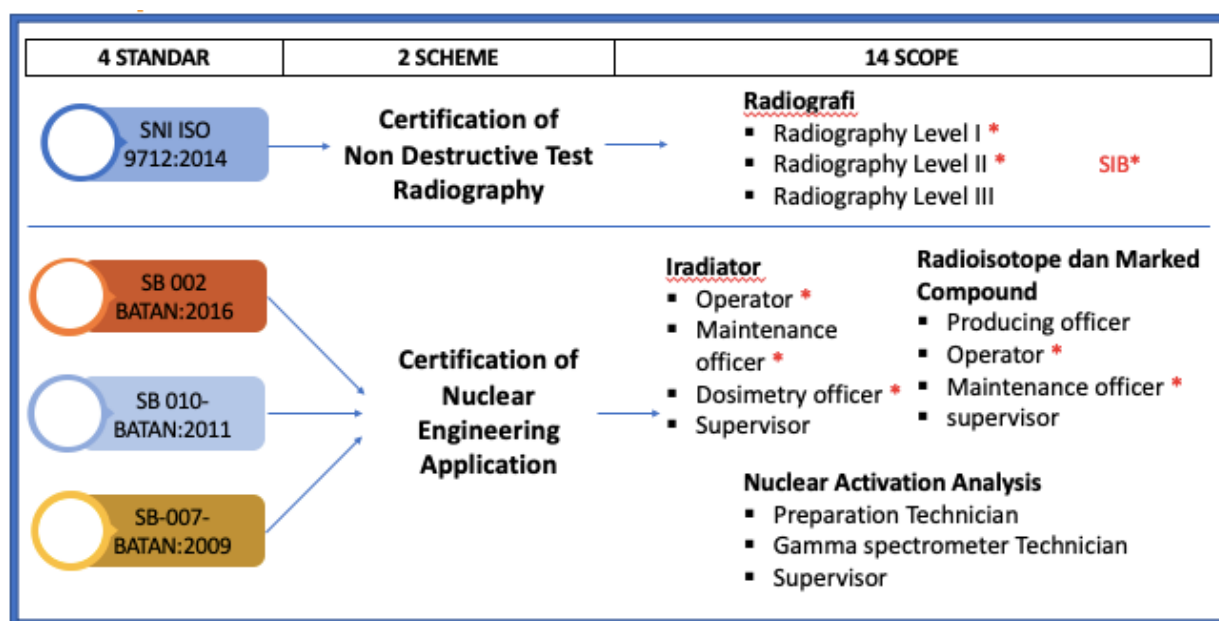 4 STANDAR
2 SCHEME
14 SCOPE
SNI ISO
9712:2014
Certification of
Non Destructive Test
Radiography
Radiografi
▪ Radiography Level I *
▪ Radiography Level II * SIB*
▪ Radiography Level III
SB 002
BATAN:2016
SB 010-
BATAN:2011
SB-007-
BATAN:2009
Certification of
Nuclear
Engineering
Application
Iradiator
▪ Operator *
▪ Maintenance
officer *
▪ Dosimetry officer *
▪ Supervisor
Radioisotope dan Marked
Compound
▪ Producing officer
▪ Operator *
▪ Maintenance officer *
▪ supervisor
Nuclear Activation Analysis
▪ Preparation Technician
▪ Gamma spectrometer Technician
▪ Supervisor